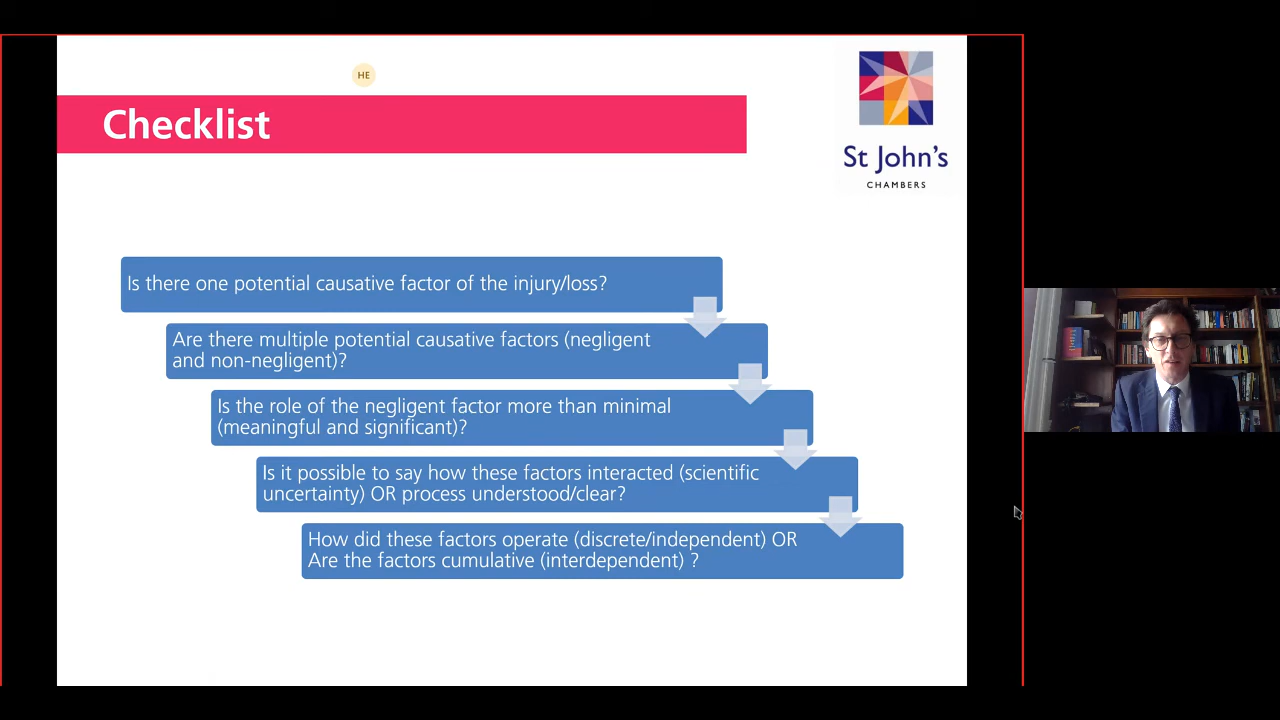 HE
Checklist
St John's
CHAMBERS
Is there one potential causative factor of the injury/loss?
Are there multiple potential causative factors (negligent
and non-negligent)?
Is the role of the negligent factor more than minimal
(meaningful and significant)?
Is it possible to say how these factors interacted (scientific
uncertainty) OR process understood/clear?
How did these factors operate (discrete/independent) OR
Are the factors cumulative (interdependent) ?